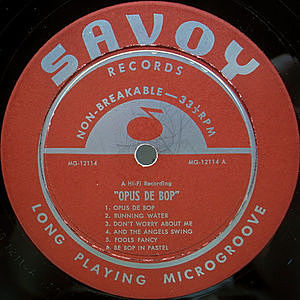 SAVOY
RECORDS
NON-BREAKABLE—33⅓RPM
MG-12114
MG-12114 A
A Hi-Fi Recording
"OPUS DE BOP"
1. OPUS DE BOP
2. RUNNING WATER
3. DON'T WORRY ABOUT ME
4. AND THE ANGELS SWING
5. FOOLS FANCY
6. BE BOP IN PASTEL
LONG PLAYING MICROGROOVE